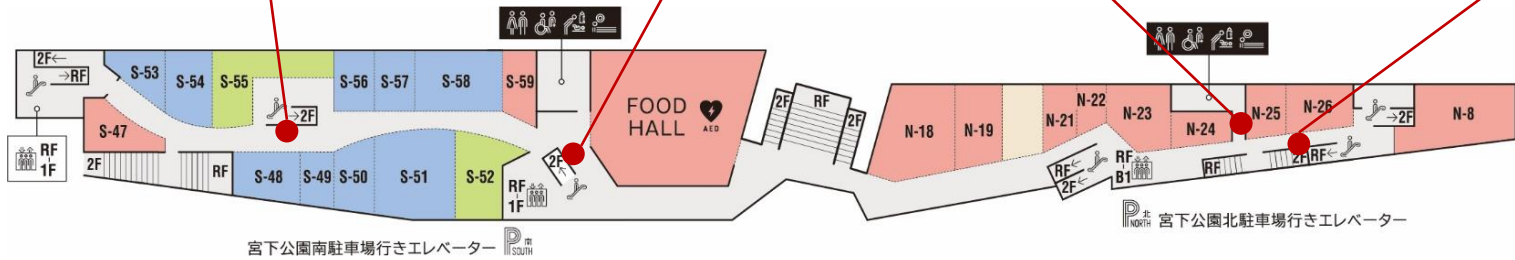 2F←
→RF
S-53
S-54
S-55
S-56
S-57
S-58
S-59
→2F
S-47
RF
1F
2F
RF
S-48
S-49
S-50
S-51
S-52
2F
←
RF
1F
FOOD
HALL
AED
2F
RF
2F
N-18
N-19
N-21
N-22
N-23
N-24
N-25
N-26
→2F
N-8
RF←
2F←
RF
B1
RF
2F
RF←
宮下公園南駐車場行きエレベーター P 南 SOUTH
P 北 NORTH 宮下公園北駐車場行きエレベーター